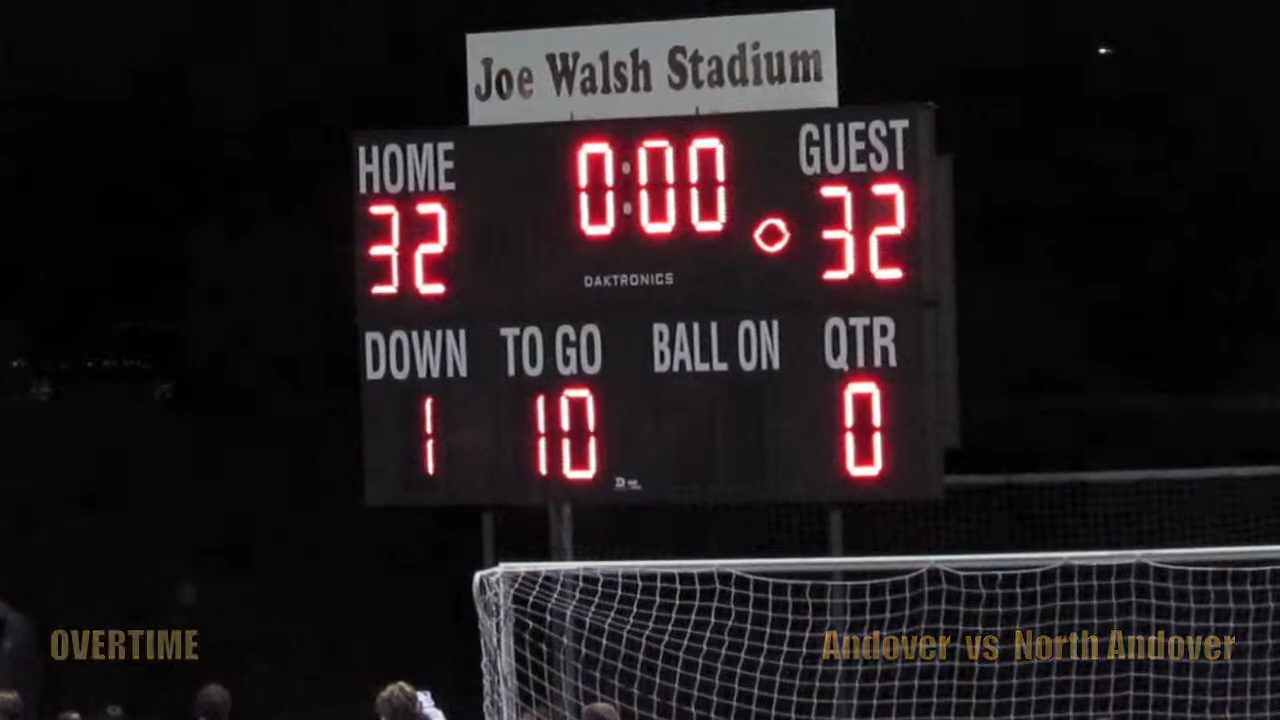 Joe Walsh Stadium
HOME 0:00 GUEST
32 32
DAKTRONICS
DOWN TO GO BALL ON QTR
1 10 0
OVERTIME
Andover vs North Andover